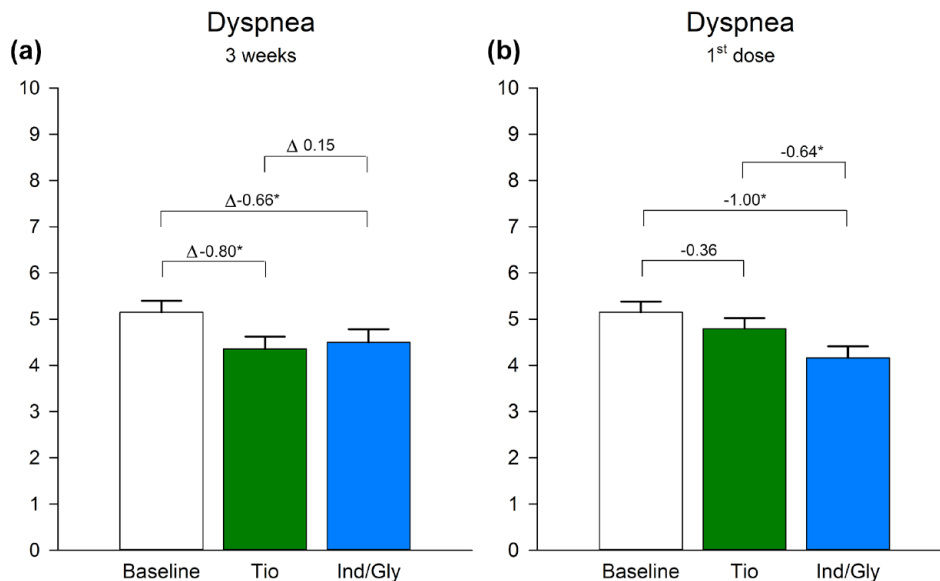 Dyspnea
(a)
3 weeks
10
9
8
7
6
5
4
3
2
1
0
Δ 0.15
Δ-0.66*
Δ-0.80*
Baseline Tio Ind/Gly
Dyspnea
(b)
1st dose
10
9
8
7
6
5
4
3
2
1
0
-0.64*
-1.00*
-0.36
Baseline Tio Ind/Gly